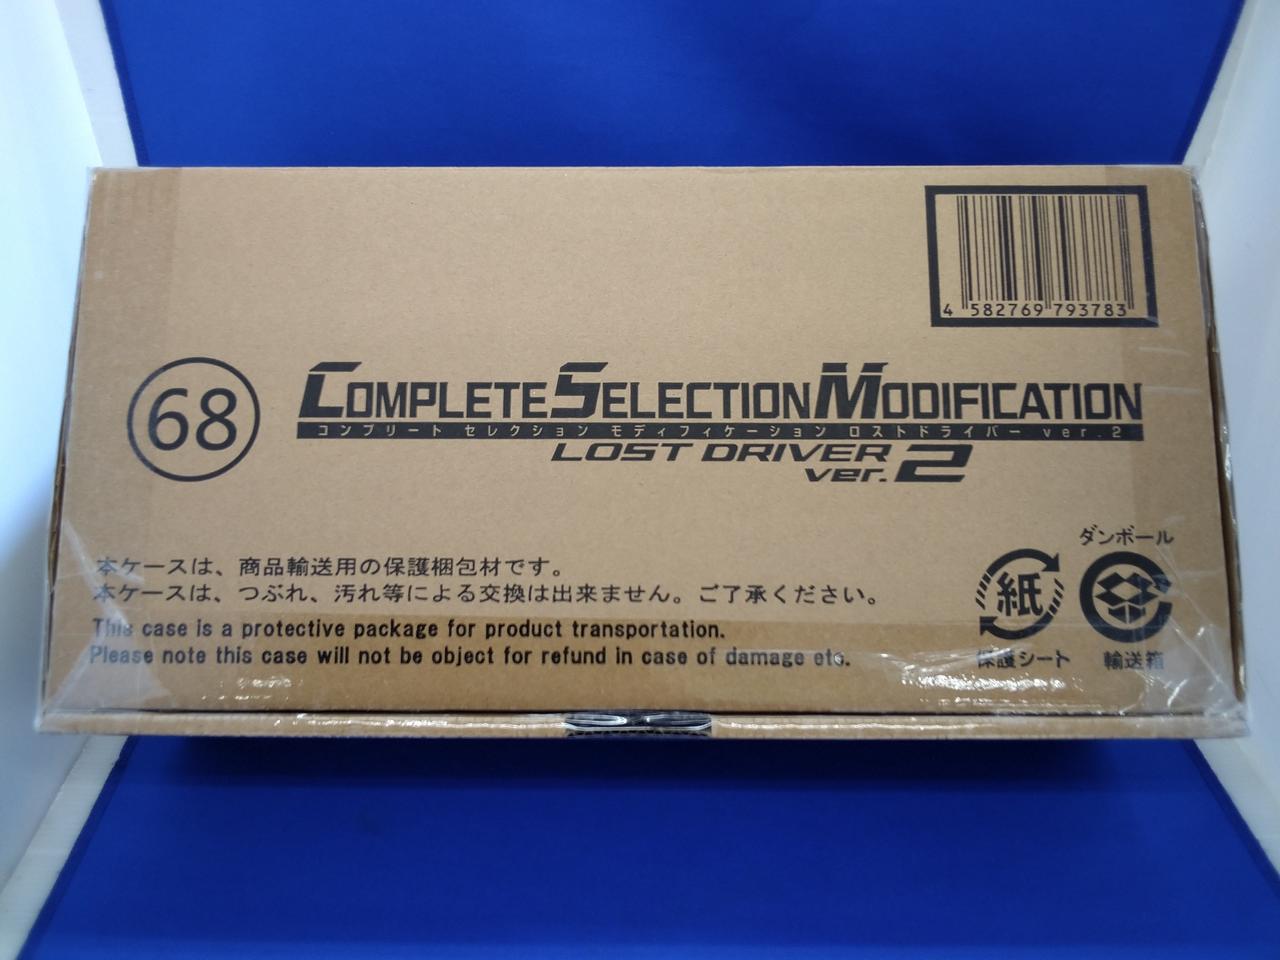 4 582769 793783
68
COMPLETE SELECTION MODIFICATION
コンプリート セレクション モディフィケーション ロストドライバー ver.2
LOST DRIVER
ver.2
本ケースは、商品輸送用の保護梱包材です。
本ケースは、つぶれ、汚れ等による交換は出来ません。ご了承ください。
This case is a protective package for product transportation.
Please note this case will not be object for refund in case of damage etc.
紙
保護シート
ダンボール
輸送箱